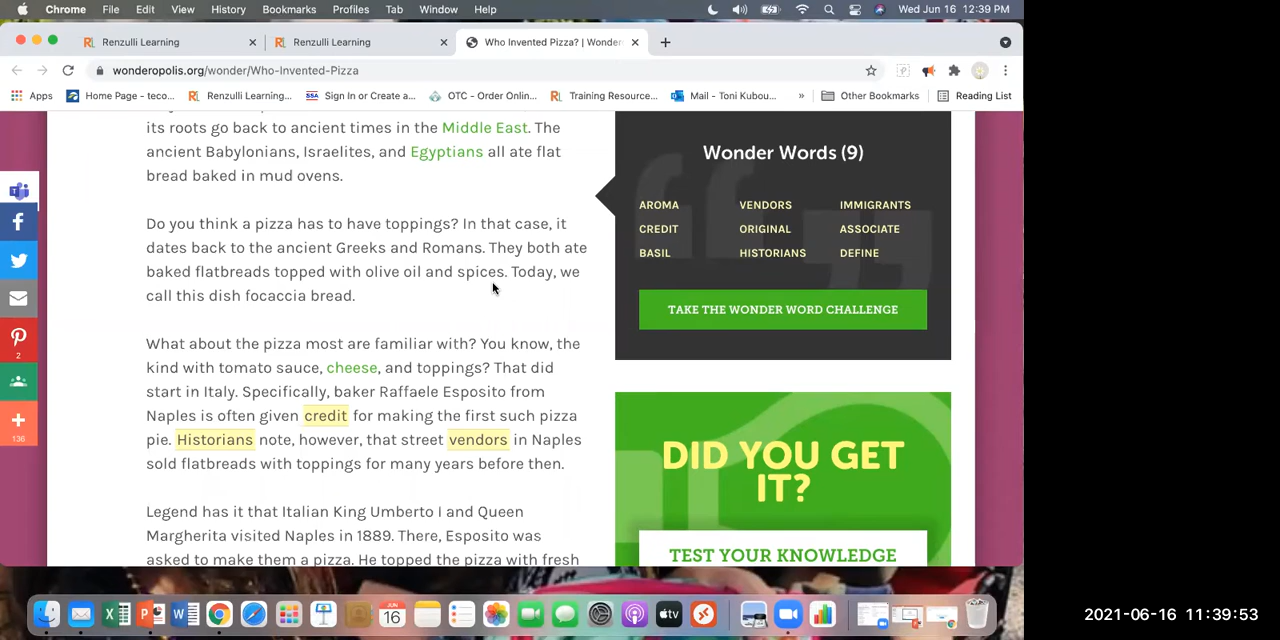 Chrome File Edit View History Bookmarks Profiles Tab Window Help Wed Jun 16 12:39 PM
Renzulli Learning
Renzulli Learning
Who Invented Pizza? | Wonder
wonderopolis.org/wonder/Who-Invented-Pizza
Apps Home Page - teco... Renzulli Learning... SSA Sign In or Create a... OTC - Order Onlin... Training Resource... Mail - Toni Kubou... » Other Bookmarks Reading List
its roots go back to ancient times in the Middle East. The
ancient Babylonians, Israelites, and Egyptians all ate flat
bread baked in mud ovens.
Do you think a pizza has to have toppings? In that case, it
dates back to the ancient Greeks and Romans. They both ate
baked flatbreads topped with olive oil and spices. Today, we
call this dish focaccia bread.
What about the pizza most are familiar with? You know, the
kind with tomato sauce, cheese, and toppings? That did
start in Italy. Specifically, baker Raffaele Esposito from
Naples is often given credit for making the first such pizza
pie. Historians note, however, that street vendors in Naples
sold flatbreads with toppings for many years before then.
Legend has it that Italian King Umberto I and Queen
Margherita visited Naples in 1889. There, Esposito was
asked to make them a pizza. He topped the pizza with fresh
Wonder Words (9)
AROMA VENDORS IMMIGRANTS
CREDIT ORIGINAL ASSOCIATE
BASIL HISTORIANS DEFINE
TAKE THE WONDER WORD CHALLENGE
DID YOU GET
IT?
TEST YOUR KNOWLEDGE
2
136
JUN
16
tv
2021-06-16 11:39:53